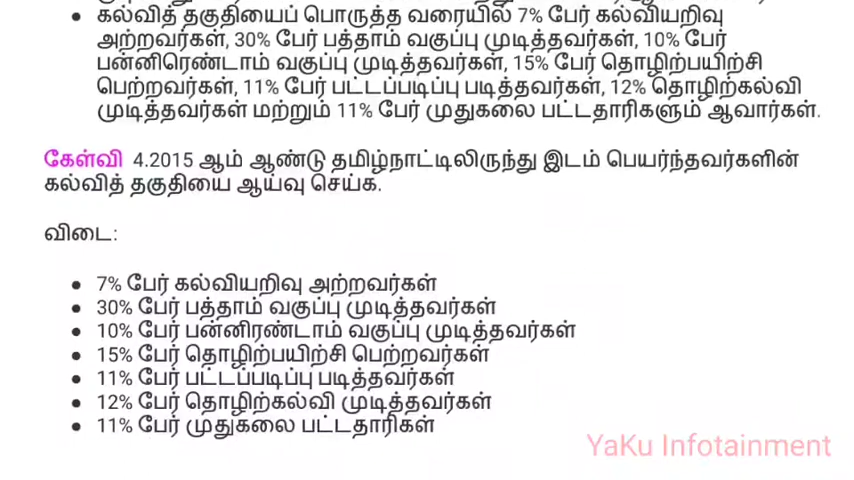 கல்வித் தகுதியைப் பொருத்த வரையில் 7% பேர் கல்வியறிவு
அற்றவர்கள், 30% பேர் பத்தாம் வகுப்பு முடித்தவர்கள், 10% பேர்
பன்னிரெண்டாம் வகுப்பு முடித்தவர்கள், 15% பேர் தொழிற்பயிற்சி
பெற்றவர்கள், 11% பேர் பட்டப்படிப்பு படித்தவர்கள், 12% தொழிற்கல்வி
முடித்தவர்கள் மற்றும் 11% பேர் முதுகலை பட்டதாரிகளும் ஆவார்கள்.
கேள்வி 4.2015 ஆம் ஆண்டு தமிழ்நாட்டிலிருந்து இடம் பெயர்ந்தவர்களின்
கல்வித் தகுதியை ஆய்வு செய்க.
விடை:
7% பேர் கல்வியறிவு அற்றவர்கள்
30% பேர் பத்தாம் வகுப்பு முடித்தவர்கள்
10% பேர் பன்னிரண்டாம் வகுப்பு முடித்தவர்கள்
15% பேர் தொழிற்பயிற்சி பெற்றவர்கள்
11% பேர் பட்டப்படிப்பு படித்தவர்கள்
12% பேர் தொழிற்கல்வி முடித்தவர்கள்
11% பேர் முதுகலை பட்டதாரிகள்
YaKu Infotainment